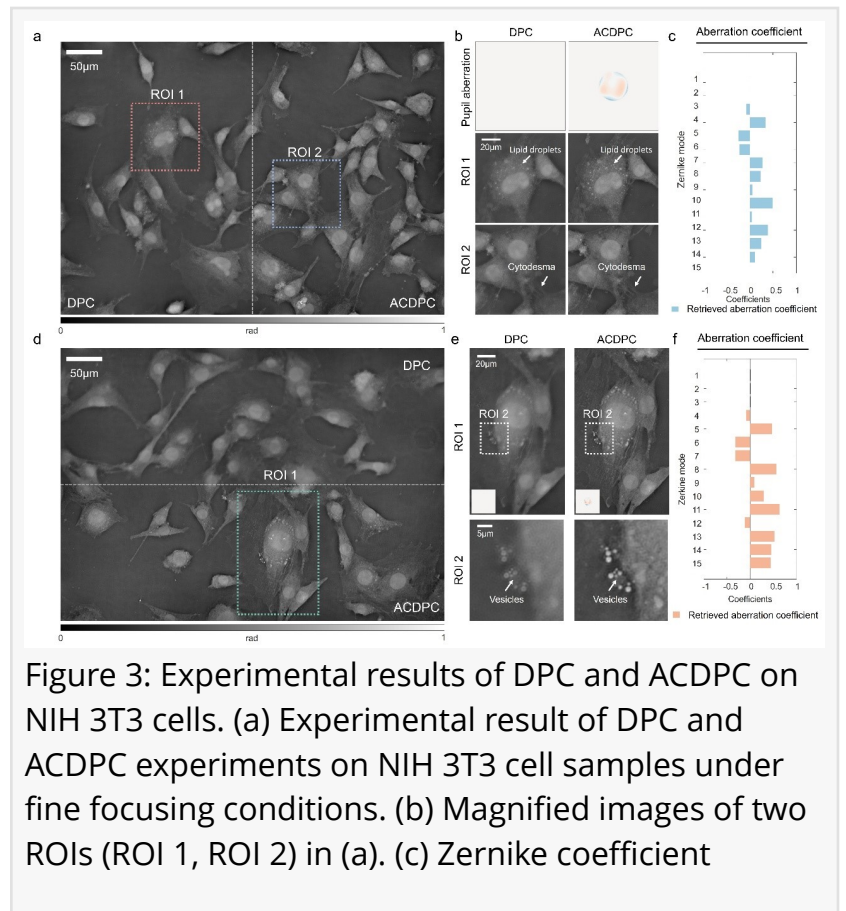 a
50μm
ROI 1
ROI 2
DPC
ACDPC
0
rad
1
b
DPC
ACDPC
Pupil aberration
20μm
Lipid droplets
Lipid droplets
ROI 1
ROI 2
Cytodesma
Cytodesma
c
Aberration coefficient
Zernike mode
1
2
3
4
5
6
7
8
9
10
11
12
13
14
15
-1
-0.5
0
0.5
1
Coefficients
Retrieved aberration coefficient
d
50μm
DPC
ROI 1
ACDPC
0
rad
1
e
DPC
ACDPC
20μm
ROI 1
ROI 2
ROI 2
5μm
ROI 2
Vesicles
Vesicles
f
Aberration coefficient
Zerkine mode
1
2
3
4
5
6
7
8
9
10
11
12
13
14
15
-1
-0.5
0
0.5
1
Coefficients
Retrieved aberration coefficient
Figure 3: Experimental results of DPC and ACDPC on
NIH 3T3 cells. (a) Experimental result of DPC and
ACDPC experiments on NIH 3T3 cell samples under
fine focusing conditions. (b) Magnified images of two
ROIs (ROI 1, ROI 2) in (a). (c) Zernike coefficient